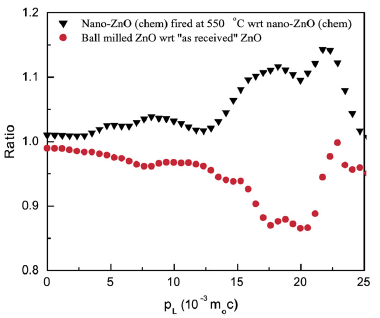 Nano-ZnO (chem) fired at 550 °C wrt nano-ZnO (chem)
Ball milled ZnO wrt "as received" ZnO
1.2
1.1
1.0
0.9
0.8
Ratio
0 5 10 15 20 25
pL [10⁻³ moc)